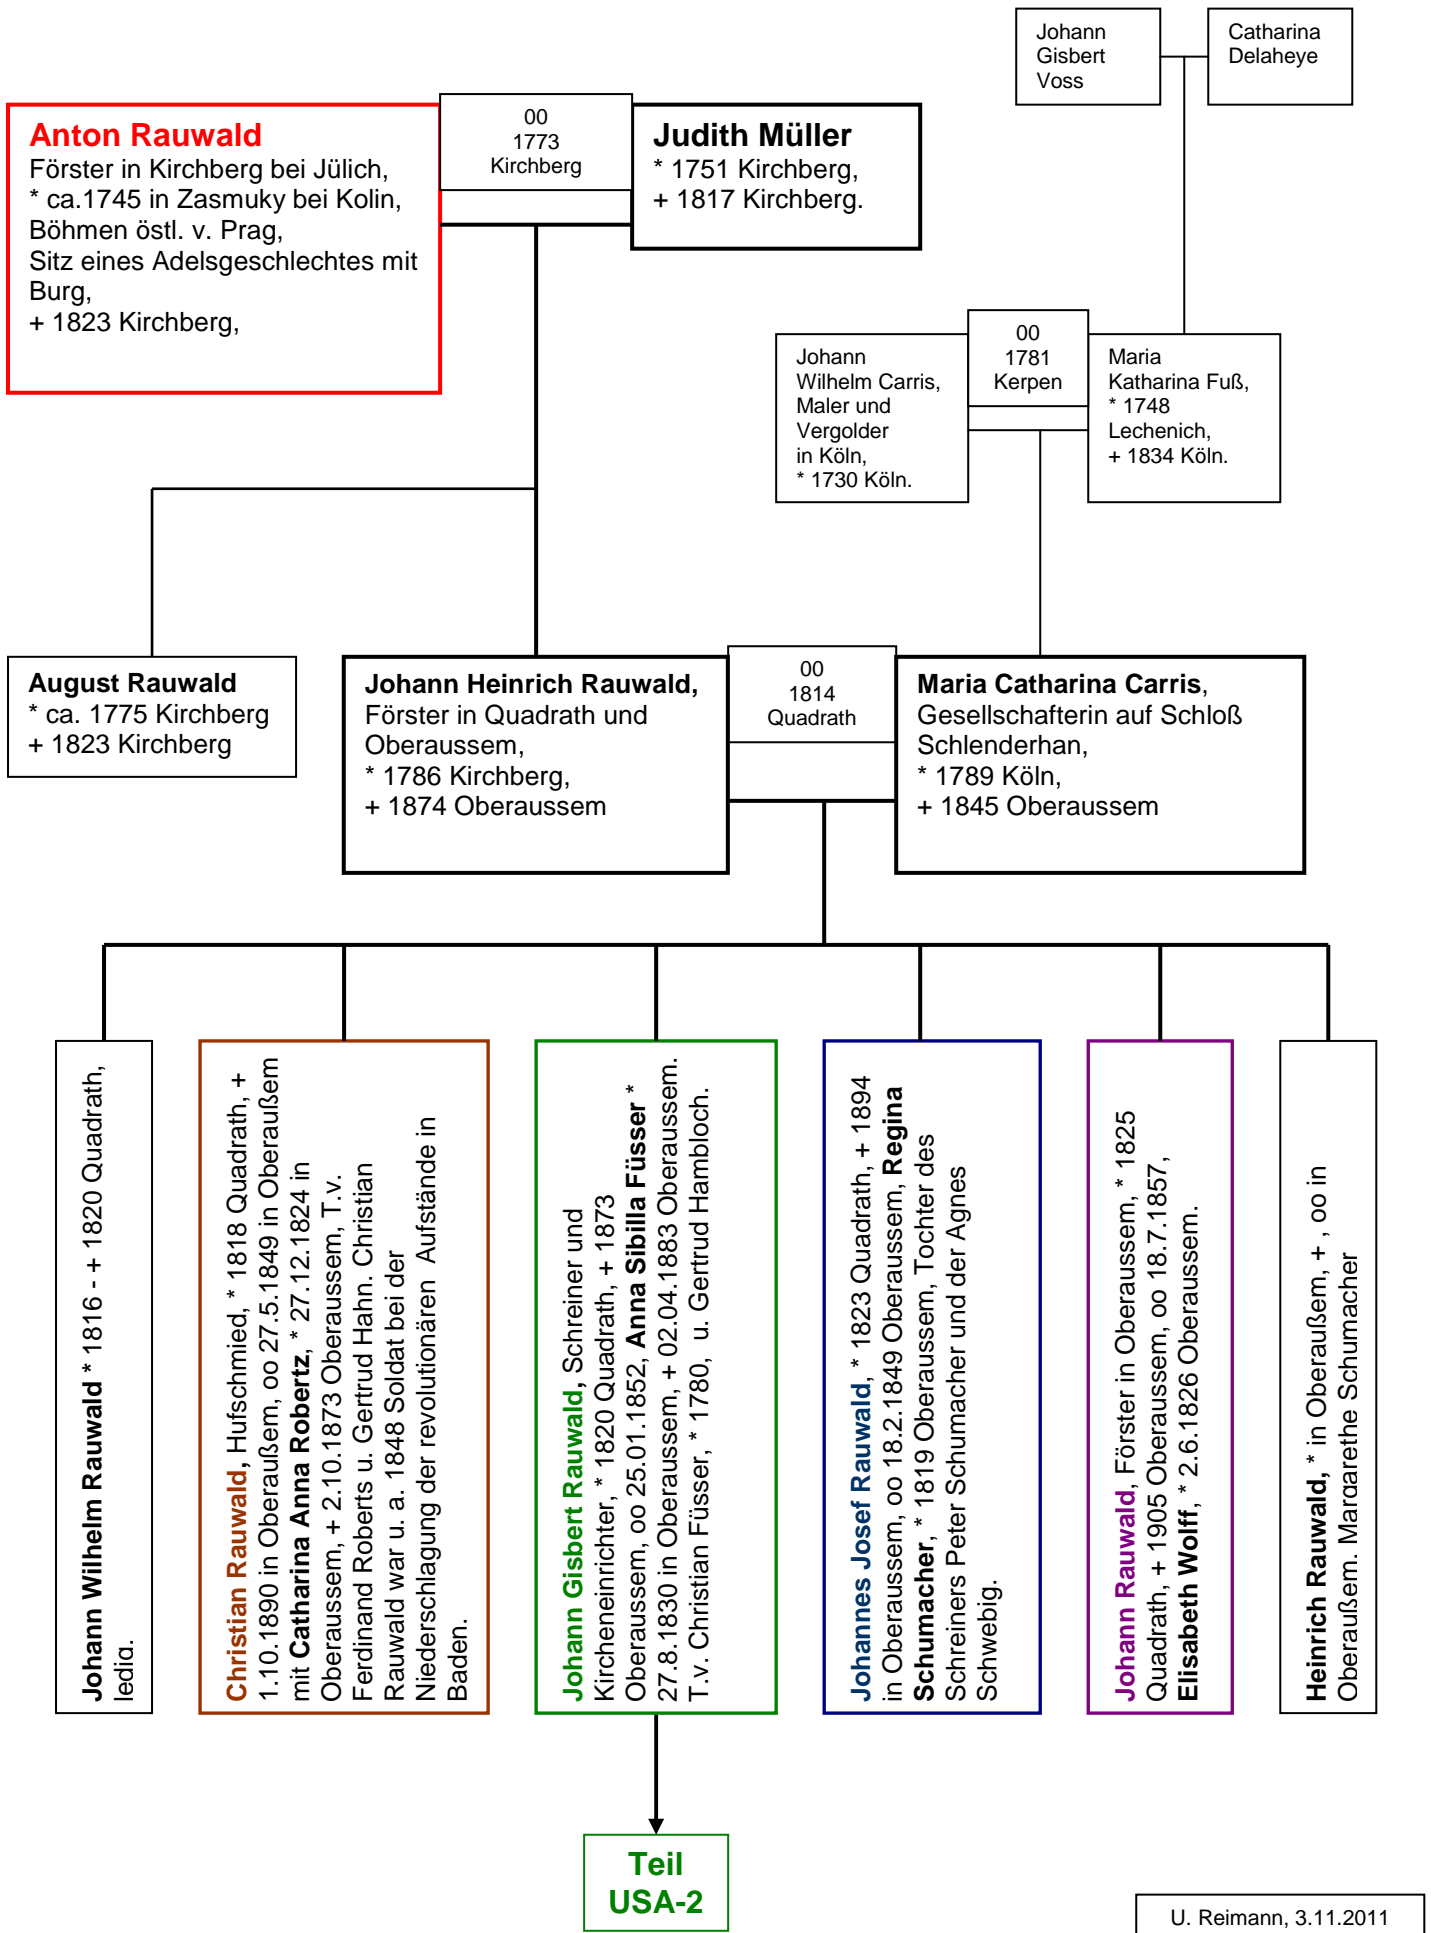 Johann
Gisbert
Voss
Catharina
Delaheye
Anton Rauwald
Förster in Kirchberg bei Jülich,
* ca.1745 in Zasmuky bei Kolin,
Böhmen östl. v. Prag,
Sitz eines Adelsgeschlechtes mit
Burg,
+ 1823 Kirchberg,
00
1773
Kirchberg
Judith Müller
* 1751 Kirchberg,
+ 1817 Kirchberg.
Johann
Wilhelm Carris,
Maler und
Vergolder
in Köln,
* 1730 Köln.
00
1781
Kerpen
Maria
Katharina Fuß,
* 1748
Lechenich,
+ 1834 Köln.
August Rauwald
* ca. 1775 Kirchberg
+ 1823 Kirchberg
Johann Heinrich Rauwald,
Förster in Quadrath und
Oberaussem,
* 1786 Kirchberg,
+ 1874 Oberaussem
00
1814
Quadrath
Maria Catharina Carris,
Gesellschafterin auf Schloß
Schlenderhan,
* 1789 Köln,
+ 1845 Oberaussem
Johann Wilhelm Rauwald * 1816 - + 1820 Quadrath,
ledig.
Christian Rauwald, Hufschmied, * 1818 Quadrath, +
1.10.1890 in Oberaußem, oo 27.5.1849 in Oberaußem
mit Catharina Anna Robertz, * 27.12.1824 in
Oberaussem, + 2.10.1873 Oberaussem, T.v.
Ferdinand Roberts u. Gertrud Hahn. Christian
Rauwald war u. a. 1848 Soldat bei der
Niederschlagung der revolutionären Aufstände in
Baden.
Johann Gisbert Rauwald, Schreiner und
Kircheneinrichter, * 1820 Quadrath, + 1873
Oberaussem, oo 25.01.1852, Anna Sibilla Füsser *
27.8.1830 in Oberaussem, + 02.04.1883 Oberaussem.
T.v. Christian Füsser, * 1780, u. Gertrud Hambloch.
Johannes Josef Rauwald, * 1823 Quadrath, + 1894
in Oberaussem, oo 18.2.1849 Oberaussem, Regina
Schumacher, * 1819 Oberaussem, Tochter des
Schreiners Peter Schumacher und der Agnes
Schwebig.
Johann Rauwald, Förster in Oberaussem, * 1825
Quadrath, + 1905 Oberaussem, oo 18.7.1857,
Elisabeth Wolff, * 2.6.1826 Oberaussem.
Heinrich Rauwald, * in Oberaußem, + , oo in
Oberaußem. Margarethe Schumacher
Teil
USA-2
U. Reimann, 3.11.2011